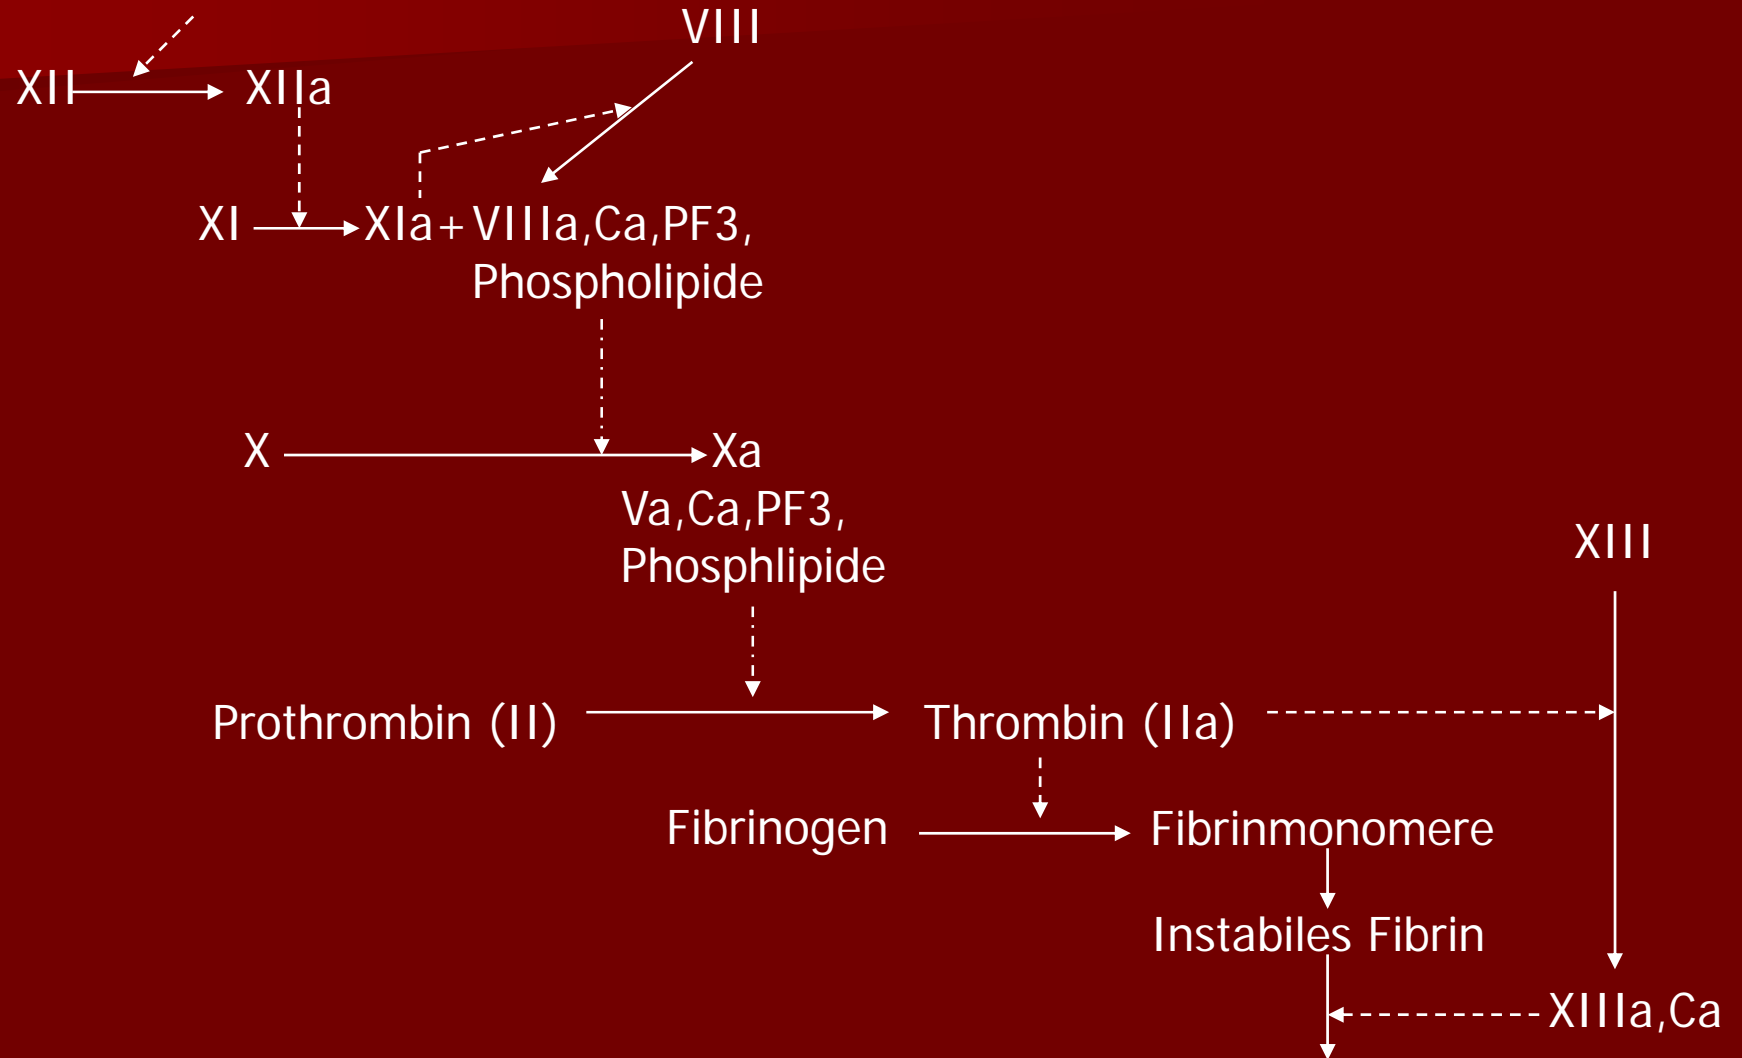 VIII
XII XIIa
XI XIa+VIIIa,Ca,PF3,
Phospholipide
X Xa
Va,Ca,PF3,
Phosphlipide
XIII
Prothrombin (II) Thrombin (IIa)
Fibrinogen Fibrinmonomere
Instabiles Fibrin
XIIIa,Ca